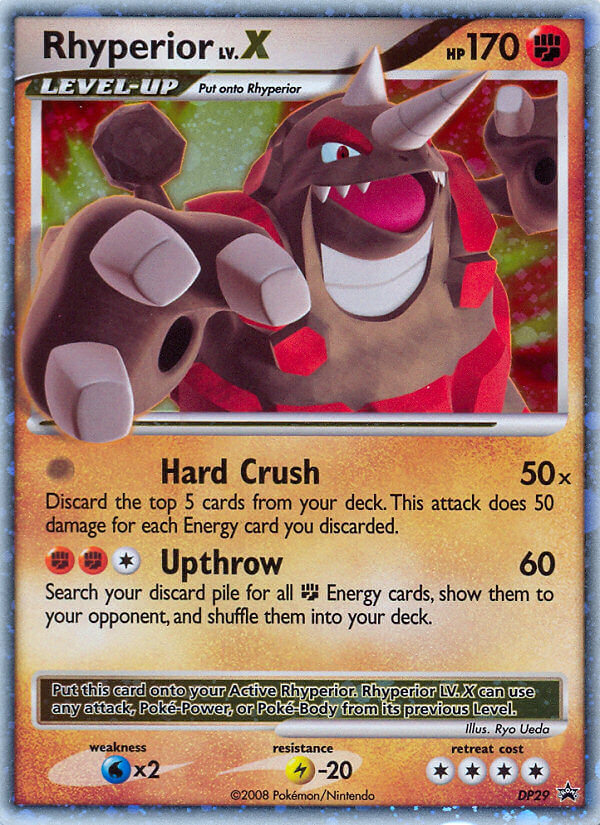 Rhyperior LV.X HP 170
LEVEL-UP Put onto Rhyperior
Hard Crush 50x
Discard the top 5 cards from your deck. This attack does 50
damage for each Energy card you discarded.
Upthrow 60
Search your discard pile for all Energy cards, show them to
your opponent, and shuffle them into your deck.
Put this card onto your Active Rhyperior. Rhyperior LV.X can use
any attack, Poké-Power, or Poké-Body from its previous Level.
Illus. Ryo Ueda
weakness resistance retreat cost
x2 -20
©2008 Pokémon/Nintendo DP29